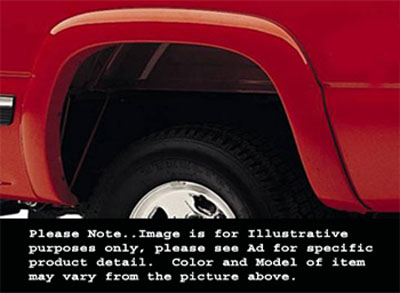 Please Note..Image is for Illustrative
purposes only, please see Ad for specific
product detail.  Color and Model of item
may vary from the picture above.